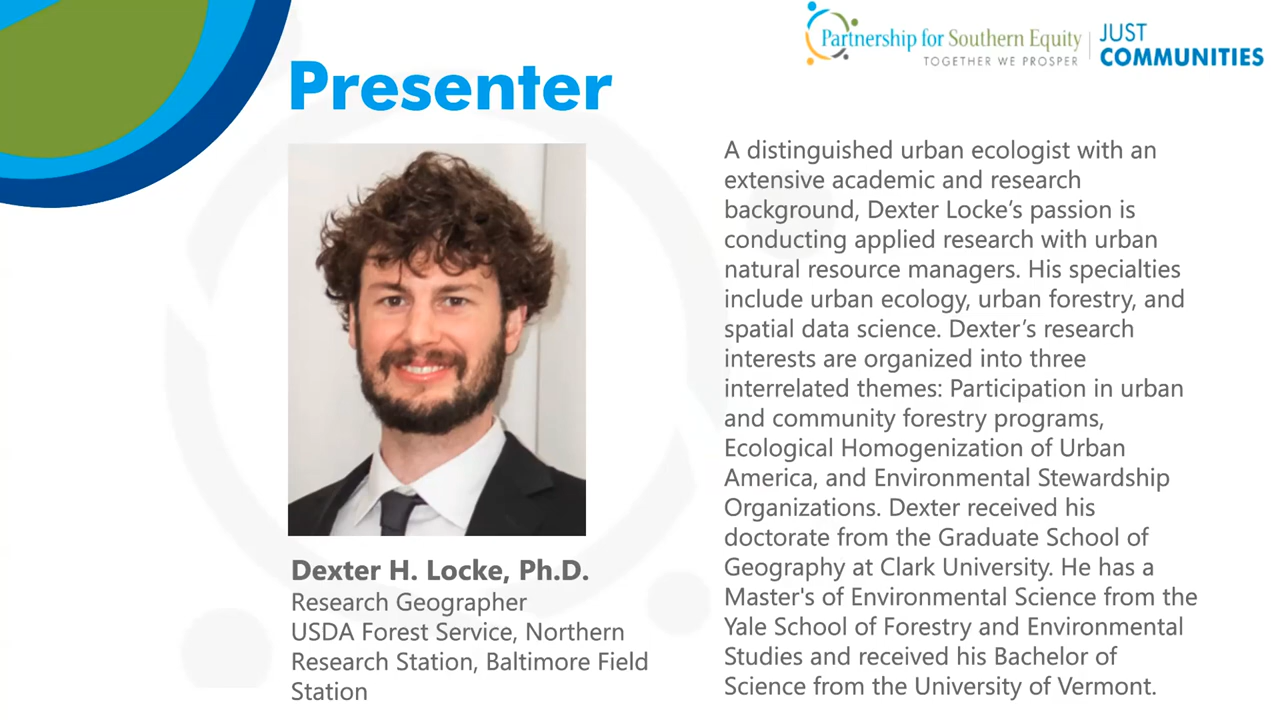 Partnership for Southern Equity
TOGETHER WE PROSPER
JUST
COMMUNITIES
Presenter
Dexter H. Locke, Ph.D.
Research Geographer
USDA Forest Service, Northern
Research Station, Baltimore Field
Station
A distinguished urban ecologist with an
extensive academic and research
background, Dexter Locke’s passion is
conducting applied research with urban
natural resource managers. His specialties
include urban ecology, urban forestry, and
spatial data science. Dexter’s research
interests are organized into three
interrelated themes: Participation in urban
and community forestry programs,
Ecological Homogenization of Urban
America, and Environmental Stewardship
Organizations. Dexter received his
doctorate from the Graduate School of
Geography at Clark University. He has a
Master's of Environmental Science from the
Yale School of Forestry and Environmental
Studies and received his Bachelor of
Science from the University of Vermont.